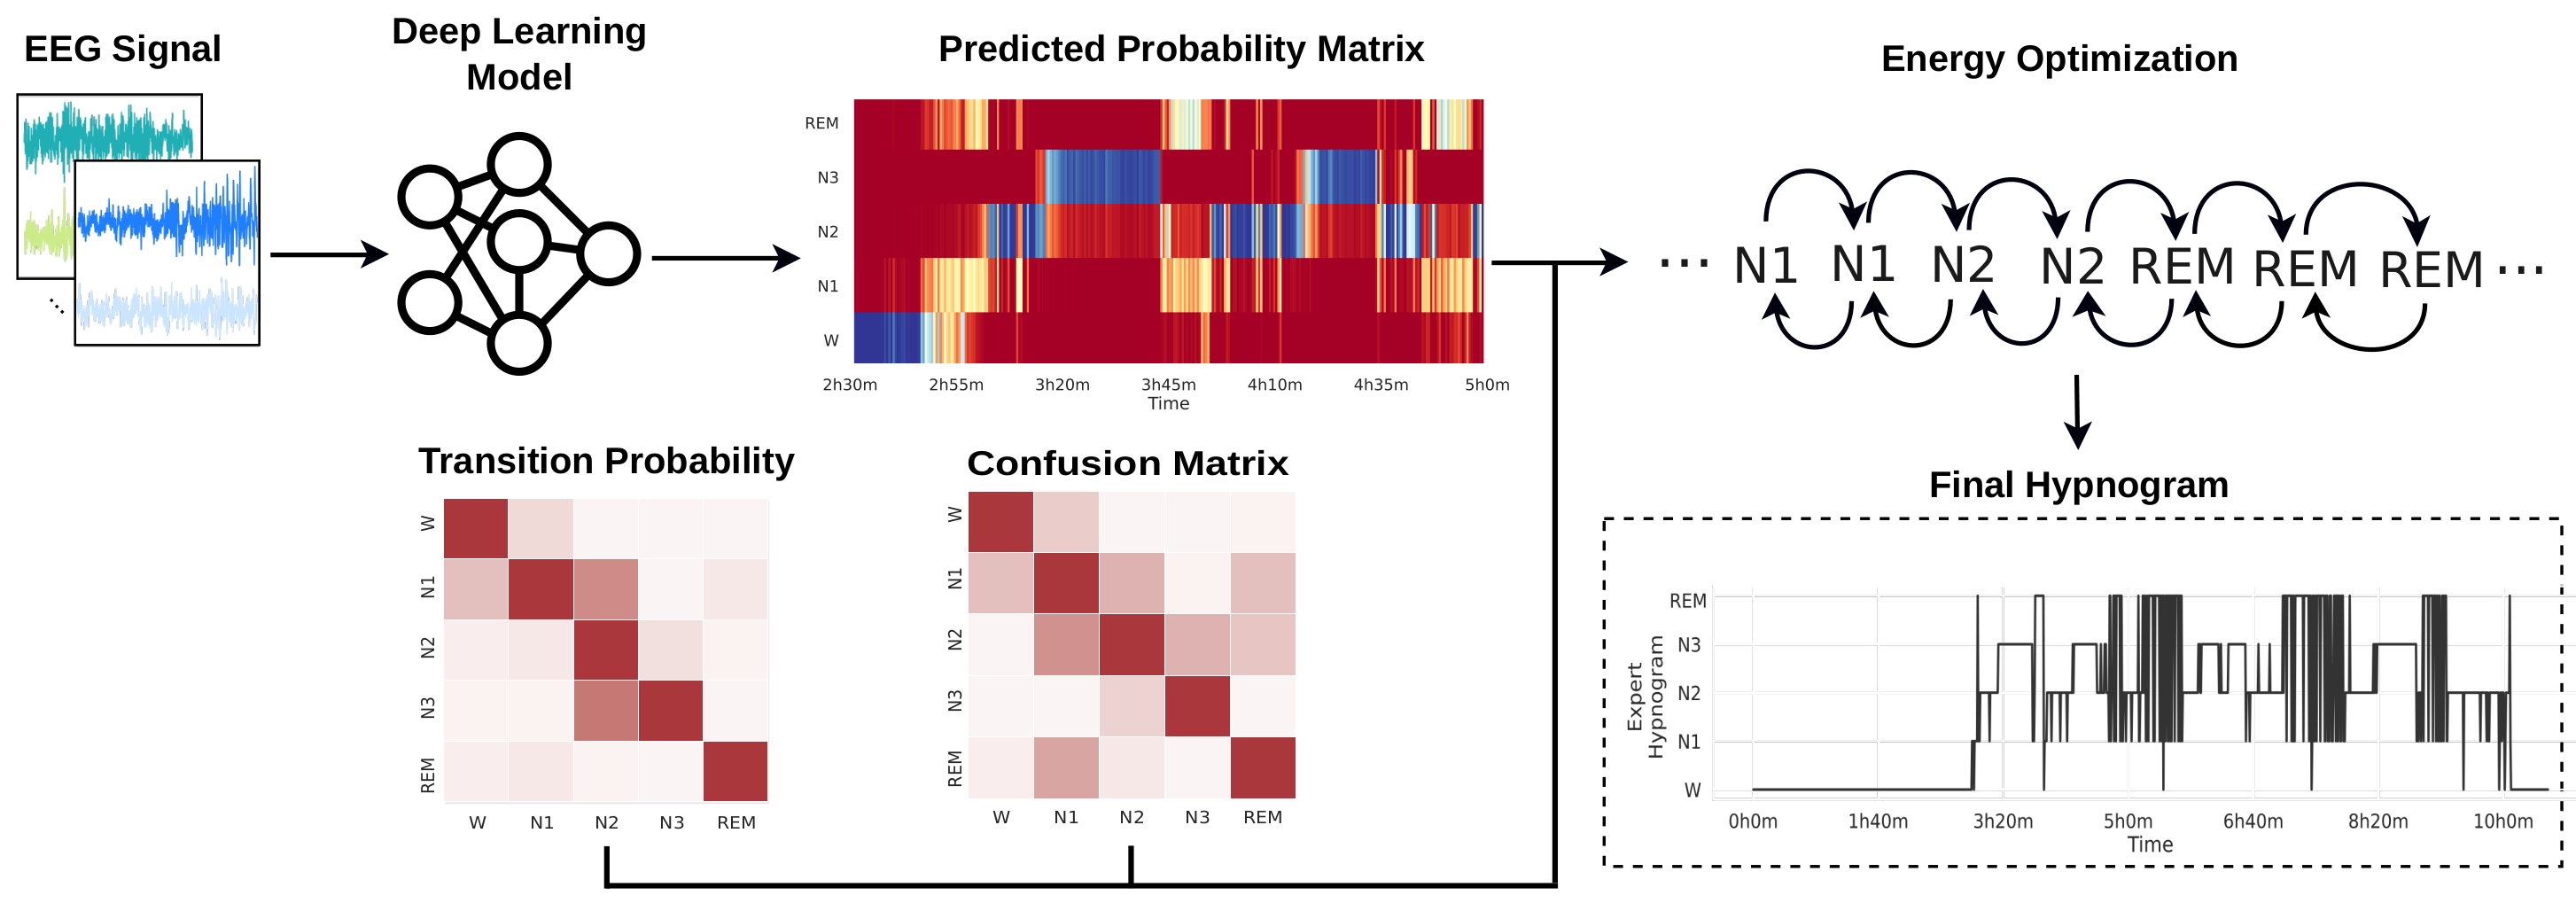 EEG Signal
Deep Learning
Model
Predicted Probability Matrix
REM
N3
N2
N1
W
2h30m 2h55m 3h20m 3h45m 4h10m 4h35m 5h0m
Time
Energy Optimization
... N1 N1 N2 N2 REM REM REM ...
Transition Probability
W
N1
N2
N3
REM
W N1 N2 N3 REM
Confusion Matrix
W
N1
N2
N3
REM
W N1 N2 N3 REM
Final Hypnogram
Expert
Hypnogram
REM
N3
N2
N1
W
0h0m 1h40m 3h20m 5h0m 6h40m 8h20m 10h0m
Time